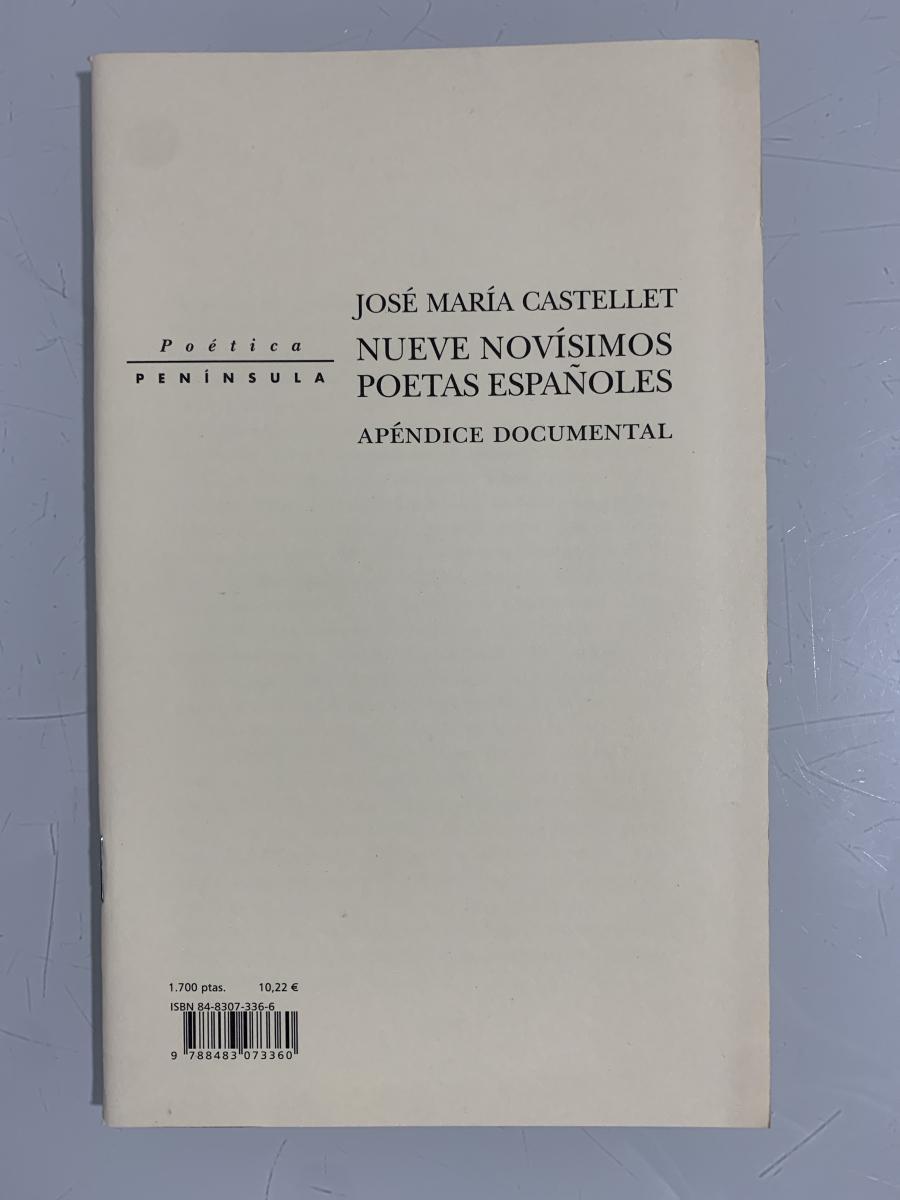 JOSÉ MARÍA CASTELLET
Poética
PENÍNSULA
NUEVE NOVÍSIMOS
POETAS ESPAÑOLES
APÉNDICE DOCUMENTAL
1.700 ptas. 10,22 €
ISBN 84-8307-336-6
9 788483 073360